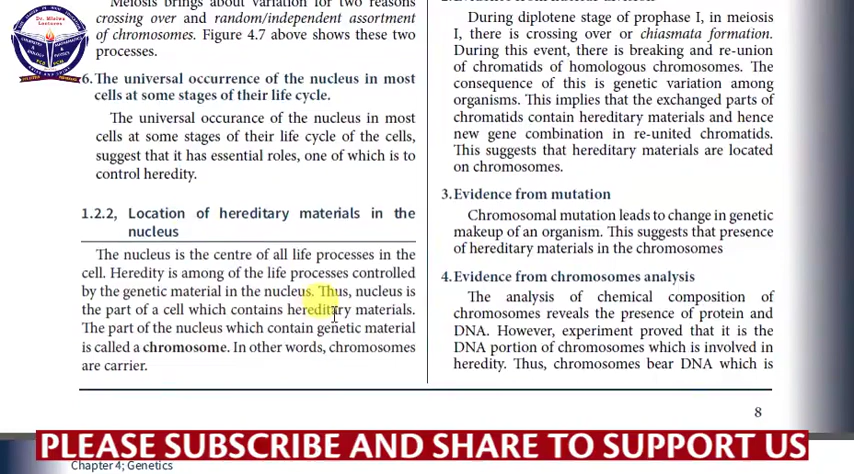 Meiosis brings about variation for two reasons
crossing over and random/independent assortment
of chromosomes. Figure 4.7 above shows these two
processes.
6. The universal occurrence of the nucleus in most
cells at some stages of their life cycle.
The universal occurance of the nucleus in most
cells at some stages of their life cycle of the cells,
suggest that it has essential roles, one of which is to
control heredity.
1.2.2, Location of hereditary materials in the
nucleus
The nucleus is the centre of all life processes in the
cell. Heredity is among of the life processes controlled
by the genetic material in the nucleus. Thus, nucleus is
the part of a cell which contains hereditary materials.
The part of the nucleus which contain genetic material
is called a chromosome. In other words, chromosomes
are carrier.
During diplotene stage of prophase I, in meiosis
I, there is crossing over or chiasmata formation.
During this event, there is breaking and re-union
of chromatids of homologous chromosomes. The
consequence of this is genetic variation among
organisms. This implies that the exchanged parts of
chromatids contain hereditary materials and hence
new gene combination in re-united chromatids.
This suggests that hereditary materials are located
on chromosomes.
3. Evidence from mutation
Chromosomal mutation leads to change in genetic
makeup of an organism. This suggests that presence
of hereditary materials in the chromosomes
4. Evidence from chromosomes analysis
The analysis of chemical composition of
chromosomes reveals the presence of protein and
DNA. However, experiment proved that it is the
DNA portion of chromosomes which is involved in
heredity. Thus, chromosomes bear DNA which is
8
PLEASE SUBSCRIBE AND SHARE TO SUPPORT US
Chapter 4; Genetics